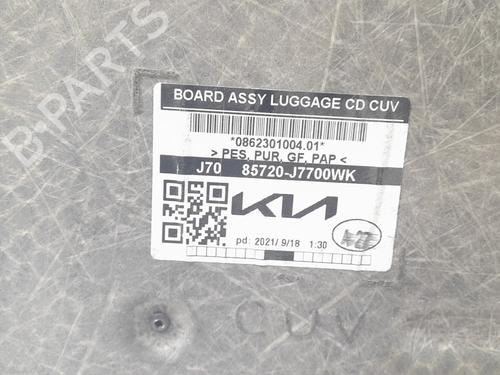 B-PARTS
BOARD ASSY LUGGAGE CD CUV
*0862301004.01*
> PES, PUR, GF, PAP <
J70 85720-J7700WK
KIA
pd: 2021/ 9/18 1:30
CUV